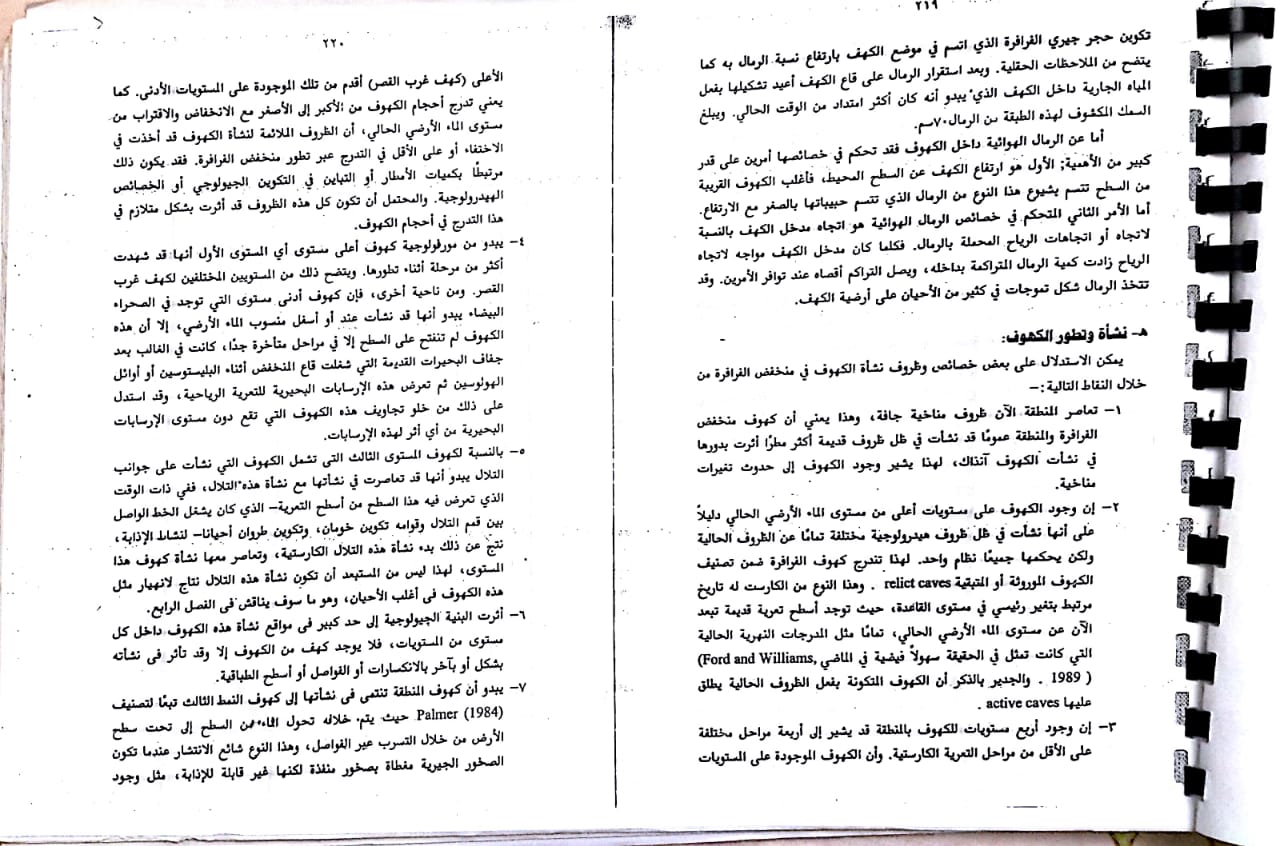 ٢١٩
تكوين حجر جيري الفرافرة الذي اتسم في موضع الكهف بارتفاع نسبة الرمال به كما
يتضح من الملاحظات الحقلية. وبعد استقرار الرمال على قاع الكهف أعيد تشكيلها بفعل
المياه الجارية داخل الكهف الذي يبدو أنه كان أكثر امتداد من الوقت الحالي. ويبلغ
السمك المكشوف لهذه الطبقة من الرمال ٧٠سم.
أما عن الرمال الهوائية داخل الكهوف فقد تحكم في خصائصها أمرين على قدر
كبير من الأهمية: الأول هو ارتفاع الكهف عن السطح المحيط، فأغلب الكهوف القريبة
من السطح تتسم بشيوع هذا النوع من الرمال الذي تتسم حبيباتها بالصغر مع الارتفاع.
أما الأمر الثاني المتحكم في خصائص الرمال الهوائية هو اتجاه مدخل الكهف بالنسبة
لاتجاه أو اتجاهات الرياح المحملة بالرمال. فكلما كان مدخل الكهف مواجه لاتجاه
الرياح زادت كمية الرمال المتراكمة بداخله، ويصل التراكم أقصاه عند توافر الأمرين. وقد
تتخذ الرمال شكل تموجات في كثير من الأحيان على أرضية الكهف.
هـ- نشأة وتطور الكهوف:
يمكن الاستدلال على بعض خصائص وظروف نشأة الكهوف في منخفض الفرافرة من
خلال النقاط التالية:–
١– تعاصر المنطقة الآن ظروف مناخية جافة، وهذا يعني أن كهوف منخفض
الفرافرة والمنطقة عمومًا قد نشأت في ظل ظروف قديمة أكثر مطرًا أثرت بدورها
في نشأت الكهوف آنذاك، لهذا يشير وجود الكهوف إلى حدوث تغيرات
مناخية.
٢– إن وجود الكهوف على مستويات أعلى من مستوى الماء الأرضي الحالي دليلاً
على أنها نشأت في ظل ظروف هيدرولوجية مختلفة تمامًا عن الظروف الحالية
ولكن يحكمها جميعًا نظام واحد. لهذا تندرج كهوف الفرافرة ضمن تصنيف
الكهوف الموروثة أو المتبقية relict caves . وهذا النوع من الكارست له تاريخ
مرتبط بتغير رئيسي في مستوى القاعدة، حيث توجد أسطح تعرية قديمة تبعد
الآن عن مستوى الماء الأرضي الحالي، تمامًا مثل المدرجات النهرية الحالية
التي كانت تمثل في الحقيقة سهولاً فيضية في الماضي (Ford and Williams,
1989 ) . والجدير بالذكر أن الكهوف المتكونة بفعل الظروف الحالية يطلق
عليها active caves .
٣– إن وجود أربع مستويات للكهوف بالمنطقة قد يشير إلى أربعة مراحل مختلفة
على الأقل من مراحل التعرية الكارستية. وأن الكهوف الموجودة على المستويات
٢٢٠
الأعلى (كهف غرب القصر) أقدم من تلك الموجودة على المستويات الأدنى. كما
يعني تدرج أحجام الكهوف من الأكبر إلى الأصغر مع الانخفاض والاقتراب من
مستوى الماء الأرضي الحالي، أن الظروف الملائمة لنشأة الكهوف قد أخذت في
الاختفاء أو على الأقل في التدرج عبر تطور منخفض الفرافرة. فقد يكون ذلك
مرتبطًا بكميات الأمطار أو التباين في التكوين الجيولوجي أو الخصائص
الهيدرولوجية. والمحتمل أن تكون كل هذه الظروف قد أثرت بشكل متلازم في
هذا التدرج في أحجام الكهوف.
٤– يبدو من مورفولوجية كهوف أعلى مستوى أي المستوى الأول أنها قد شهدت
أكثر من مرحلة أثناء تطورها. ويتضح ذلك من المستويين المختلفين لكهف غرب
القصر. ومن ناحية أخرى، فإن كهوف أدنى مستوى التي توجد في الصحراء
البيضاء يبدو أنها قد نشأت عند أو أسفل منسوب الماء الأرضي، إلا أن هذه
الكهوف لم تنفتح على السطح إلا في مراحل متأخرة جدًا، كانت في الغالب بعد
جفاف البحيرات القديمة التي شغلت قاع المنخفض أثناء البليستوسين أو أوائل
الهولوسين ثم تعرض هذه الإرسابات البحيرية للتعرية الرياحية، وقد استدل
على ذلك من خلو تجاويف هذه الكهوف التي تقع دون مستوى الإرسابات
البحيرية من أي أثر لهذه الإرسابات.
٥– بالنسبة لكهوف المستوى الثالث التى تشمل الكهوف التي نشأت على جوانب
التلال يبدو أنها قد تعاصرت في نشأتها مع نشأة هذه التلال، ففي ذات الوقت
الذي تعرض فيه هذا السطح من أسطح التعرية– الذي كان يشغل الخط الواصل
بين قمم التلال وقوامه تكوين خومان، وتكوين طروان أحيانا– لنشاط الإذابة،
نتج عن ذلك بدء نشأة هذه التلال الكارستية، وتعاصر معها نشأة كهوف هذا
المستوى، لهذا ليس من المستبعد أن تكون نشأة هذه التلال نتاج لانهيار مثل
هذه الكهوف فى أغلب الأحيان، وهو ما سوف يناقش فى الفصل الرابع.
٦– أثرت البنية الجيولوجية إلى حد كبير فى مواقع نشأة هذه الكهوف داخل كل
مستوى من المستويات، فلا يوجد كهف من الكهوف إلا وقد تأثر فى نشأته
بشكل أو بآخر بالانكسارات أو الفواصل أو أسطح الطباقية.
٧– يبدو أن كهوف المنطقة تنتمى فى نشأتها إلى كهوف النمط الثالث تبعًا لتصنيف
Palmer (1984) حيث يتم خلاله تحول الماء من السطح إلى تحت سطح
الأرض من خلال التسرب عبر الفواصل، وهذا النوع شائع الانتشار عندما تكون
الصخور الجيرية مغطاة بصخور منفذة لكنها غير قابلة للإذابة، مثل وجود